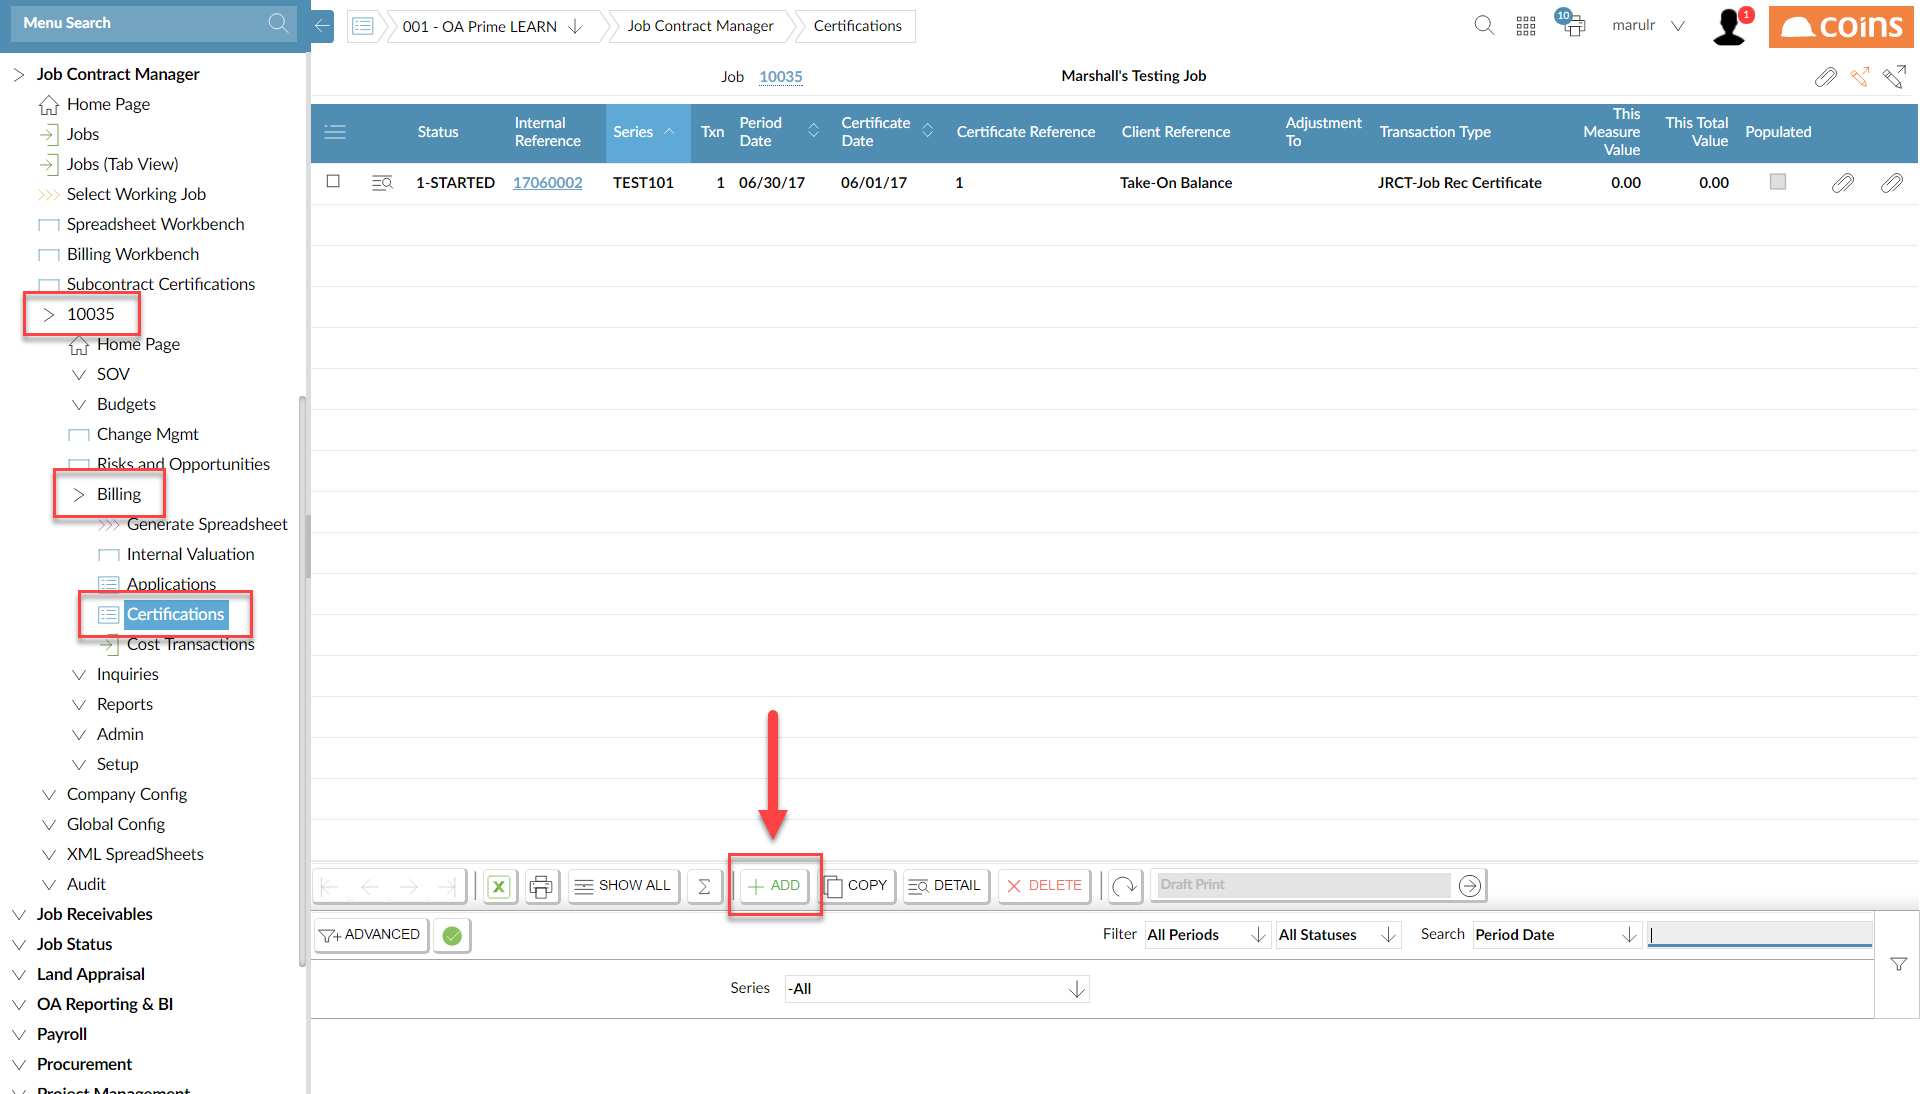 Menu Search
001 - OA Prime LEARN
Job Contract Manager
Certifications
10
marulr
1
coins
Job 10035
Marshall's Testing Job
Status
Internal Reference
Series
Txn
Period Date
Certificate Date
Certificate Reference
Client Reference
Adjustment To
Transaction Type
This Measure Value
This Total Value
Populated
1-STARTED 17060002 TEST101 1 06/30/17 06/01/17 1 Take-On Balance JRCT-Job Rec Certificate 0.00 0.00
Job Contract Manager
Home Page
Jobs
Jobs (Tab View)
Select Working Job
Spreadsheet Workbench
Billing Workbench
Subcontract Certifications
10035
Home Page
SOV
Budgets
Change Mgmt
Risks and Opportunities
Billing
Generate Spreadsheet
Internal Valuation
Applications
Certifications
Cost Transactions
Inquiries
Reports
Admin
Setup
Company Config
Global Config
XML SpreadSheets
Audit
Job Receivables
Job Status
Land Appraisal
OA Reporting & BI
Payroll
Procurement
Project Management
SHOW ALL
Σ
ADD
COPY
DETAIL
DELETE
Draft Print
ADVANCED
Filter All Periods All Statuses Search Period Date
Series -All